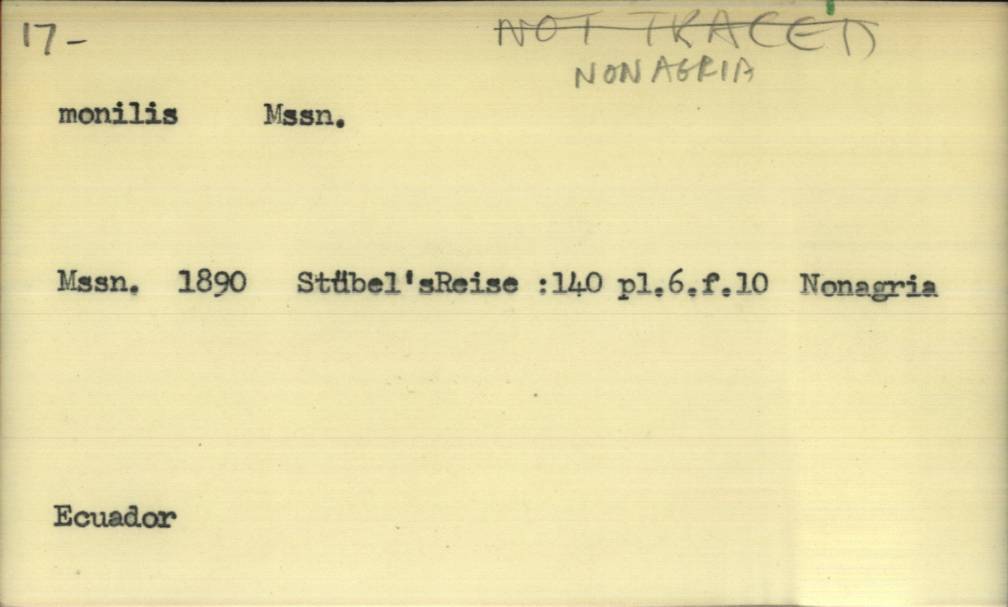 17-
NOT TRACED
NONAGRIA
monilis Mssn.
Mssn. 1890 Stübel'sReise :140 pl.6.f.10 Nonagria
Ecuador